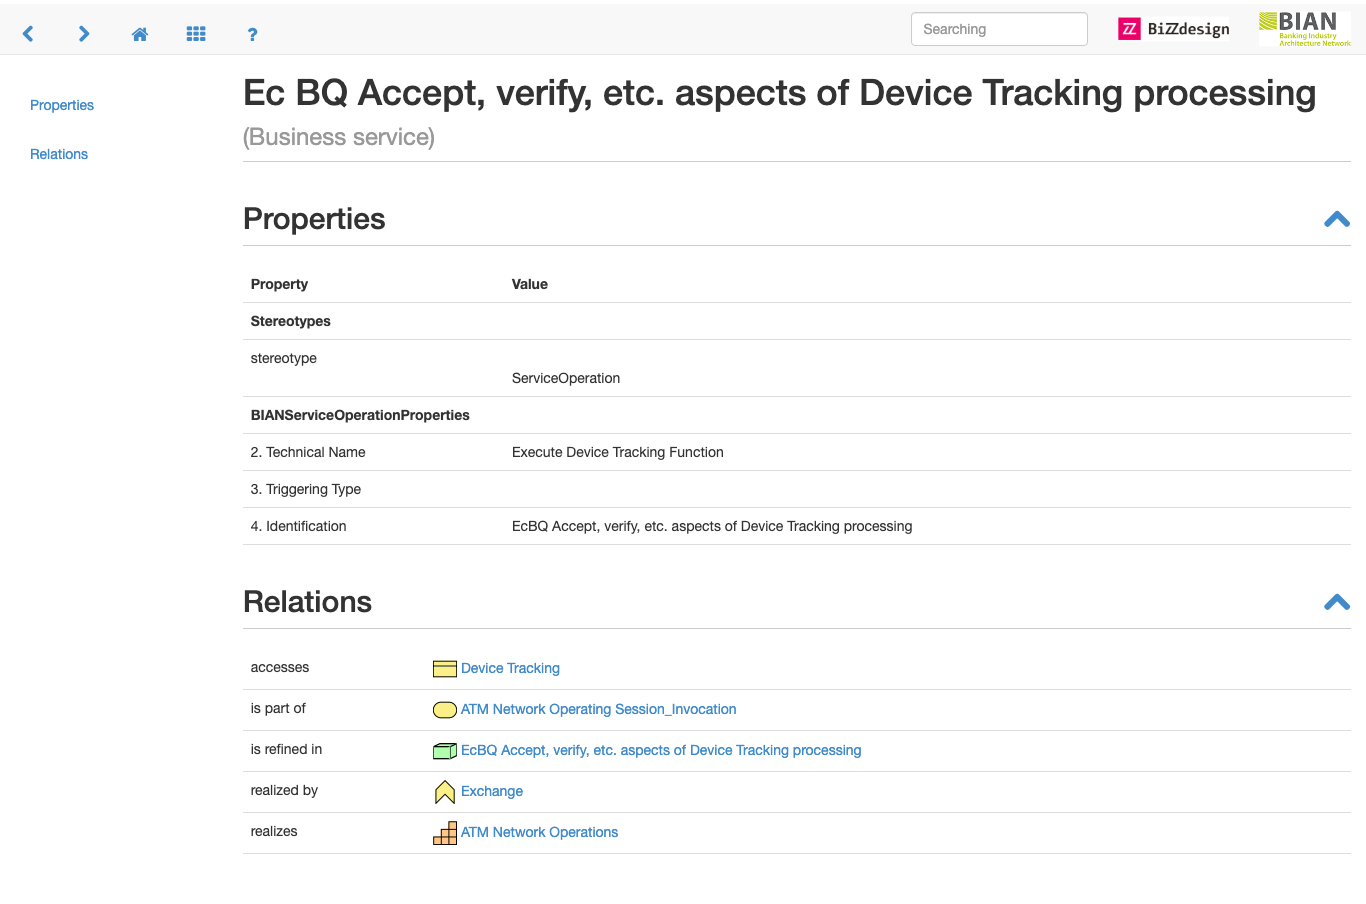 ?
Searching
ZZ BiZZdesign
BIAN
Banking Industry
Architecture Network
Properties
Relations
Ec BQ Accept, verify, etc. aspects of Device Tracking processing
(Business service)
Properties
Property Value
Stereotypes
stereotype
ServiceOperation
BIANServiceOperationProperties
2. Technical Name Execute Device Tracking Function
3. Triggering Type
4. Identification EcBQ Accept, verify, etc. aspects of Device Tracking processing
Relations
accesses Device Tracking
is part of ATM Network Operating Session_Invocation
is refined in EcBQ Accept, verify, etc. aspects of Device Tracking processing
realized by Exchange
realizes ATM Network Operations